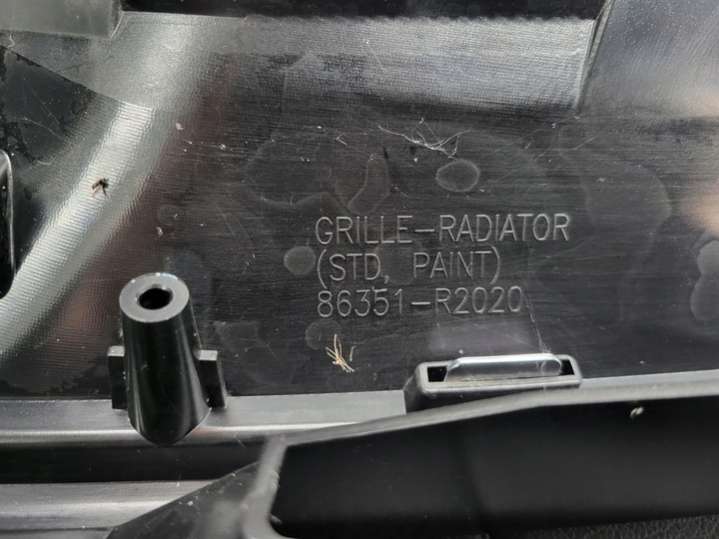 GRILLE-RADIATOR
(STD, PAINT)
86351-R2020